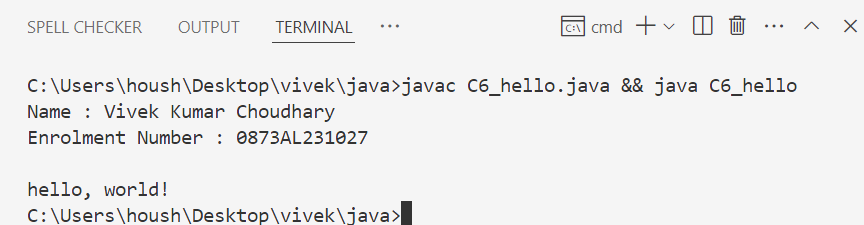 SPELL CHECKER OUTPUT TERMINAL ··· cmd ···
C:\Users\housh\Desktop\vivek\java>javac C6_hello.java && java C6_hello
Name : Vivek Kumar Choudhary
Enrolment Number : 0873AL231027
hello, world!
C:\Users\housh\Desktop\vivek\java>